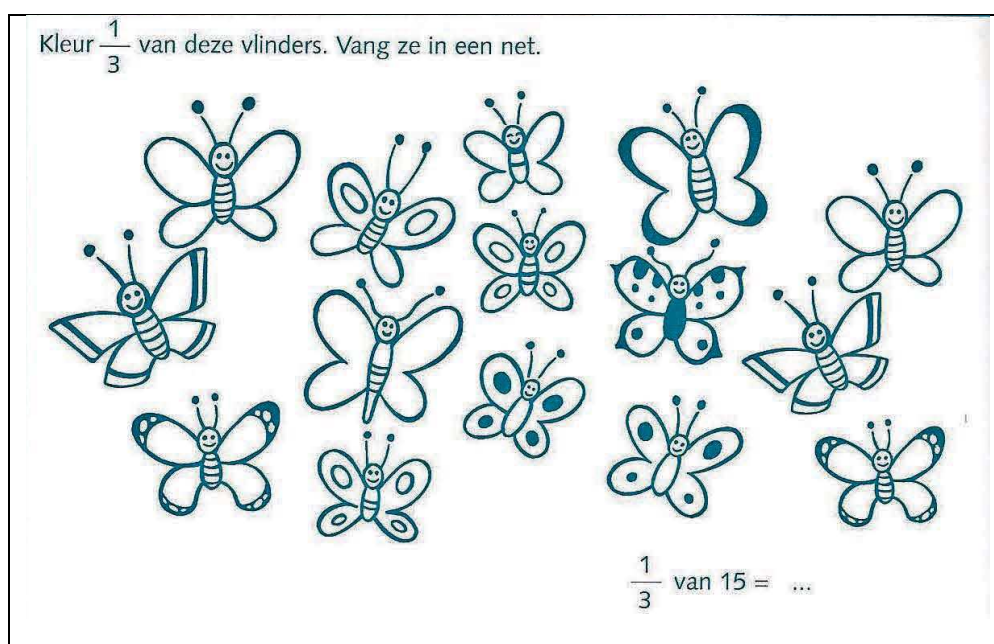 Kleur 1/3 van deze vlinders. Vang ze in een net.
1/3 van 15 = ...